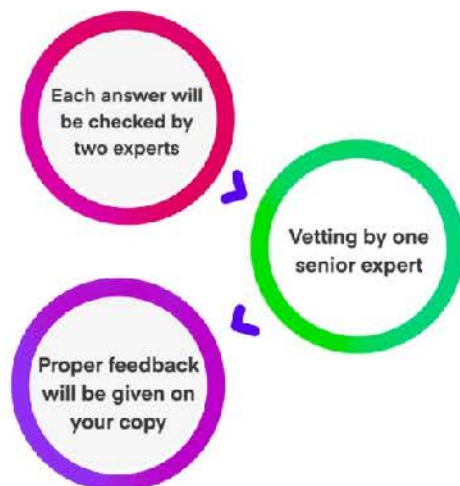 Each answer will
be checked by
two experts
Vetting by one
senior expert
Proper feedback
will be given on
your copy